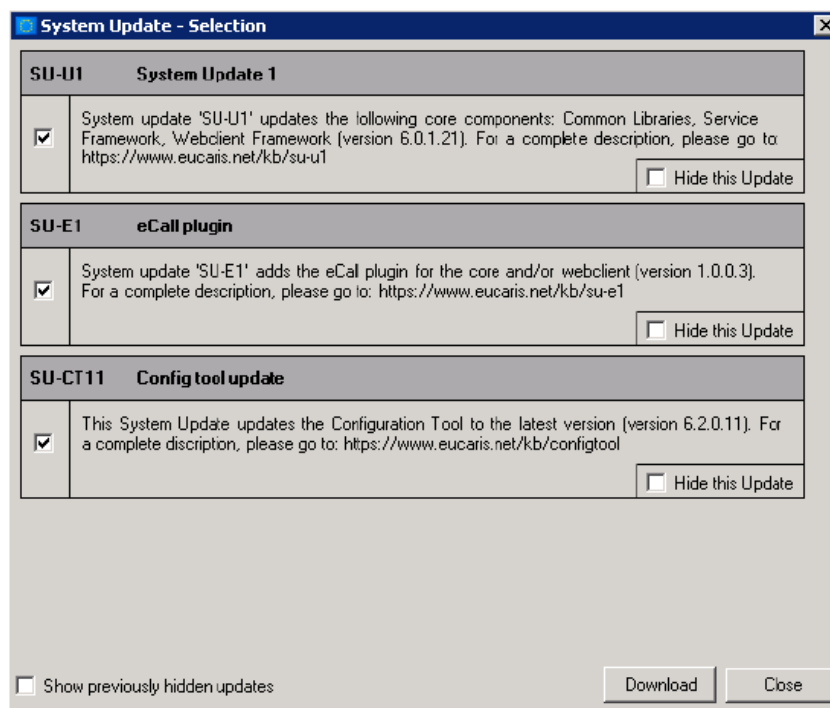 System Update - Selection
SU-U1 System Update 1
System update 'SU-U1' updates the following core components: Common Libraries, Service
Framework, Webclient Framework (version 6.0.1.21). For a complete description, please go to:
https://www.eucaris.net/kb/su-u1
Hide this Update
SU-E1 eCall plugin
System update 'SU-E1' adds the eCall plugin for the core and/or webclient (version 1.0.0.3).
For a complete description, please go to: https://www.eucaris.net/kb/su-e1
Hide this Update
SU-CT11 Config tool update
This System Update updates the Configuration Tool to the latest version (version 6.2.0.11). For
a complete discription, please go to: https://www.eucaris.net/kb/configtool
Hide this Update
Show previously hidden updates
Download
Close